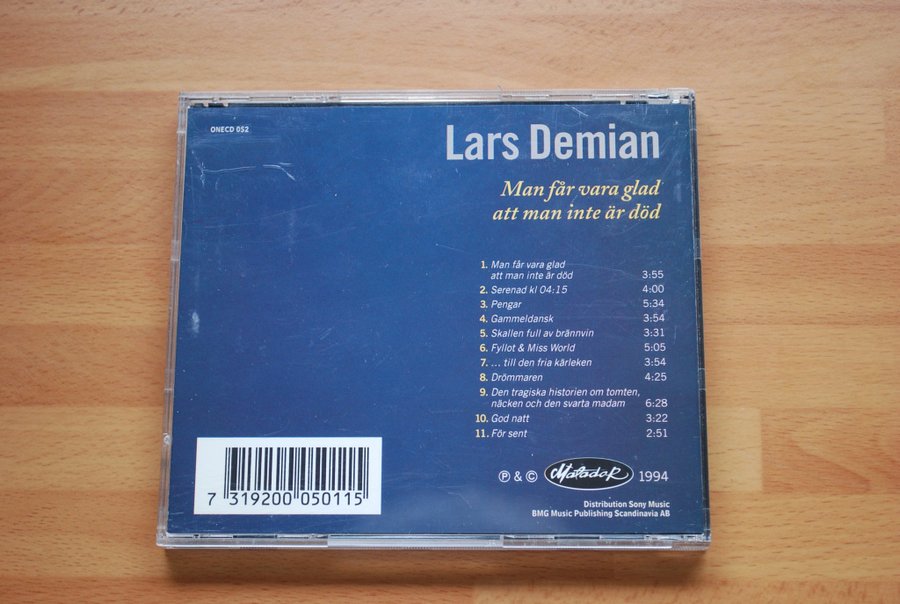 ONECD 052
Lars Demian
Man får vara glad
att man inte är död
1. Man får vara glad
att man inte är död 3:55
2. Serenad kl 04:15 4:00
3. Pengar 5:34
4. Gammeldansk 3:54
5. Skallen full av brännvin 3:31
6. Fyllot & Miss World 5:05
7. ... till den fria kärleken 3:54
8. Drömmaren 4:25
9. Den tragiska historien om tomten,
näcken och den svarta madam 6:28
10. God natt 3:22
11. För sent 2:51
7 319200 050115
℗ & © Matador 1994
Distribution Sony Music
BMG Music Publishing Scandinavia AB